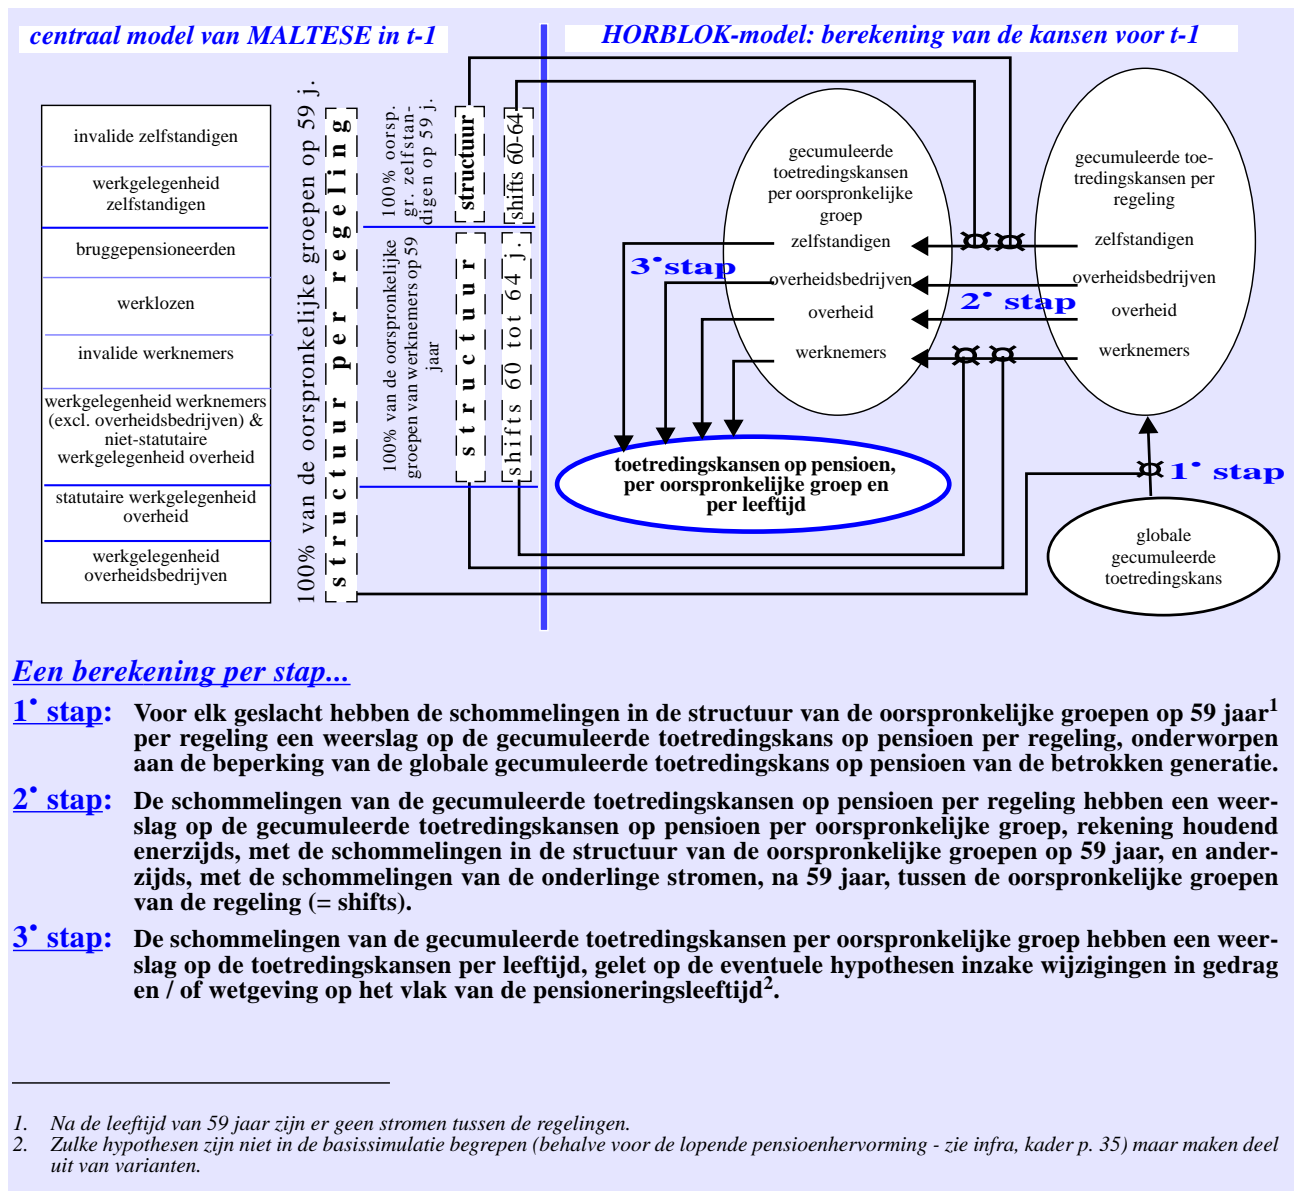 centraal model van MALTESE in t-1
HORBLOK-model: berekening van de kansen voor t-1
invalide zelfstandigen
werkgelegenheid
zelfstandigen
bruggepensioneerden
werklozen
invalide werknemers
werkgelegenheid werknemers
(excl. overheidsbedrijven) &
niet-statutaire
werkgelegenheid overheid
statutaire werkgelegenheid
overheid
werkgelegenheid
overheidsbedrijven
100% van de oorspronkelijke groepen op 59 j.
structuur per regeling
100% oorsp.
gr. zelfstan-
digen op 59 j.
structuur
shifts 60-64
100% van de oorspronkelijke
groepen van werknemers op 59
jaar
structuur
shifts 60 tot 64 j.
gecumuleerde
toetredingskansen
per oorspronkelijke
groep
zelfstandigen
overheidsbedrijven
overheid
werknemers
gecumuleerde toe-
tredingskansen per
regeling
zelfstandigen
overheidsbedrijven
overheid
werknemers
3° stap
2° stap
1° stap
toetredingskansen op pensioen,
per oorspronkelijke groep en
per leeftijd
globale
gecumuleerde
toetredingskans
Een berekening per stap...
1° stap: Voor elk geslacht hebben de schommelingen in de structuur van de oorspronkelijke groepen op 59 jaar1
per regeling een weerslag op de gecumuleerde toetredingskans op pensioen per regeling, onderworpen
aan de beperking van de globale gecumuleerde toetredingskans op pensioen van de betrokken generatie.
2° stap: De schommelingen van de gecumuleerde toetredingskansen op pensioen per regeling hebben een weer-
slag op de gecumuleerde toetredingskansen op pensioen per oorspronkelijke groep, rekening houdend
enerzijds, met de schommelingen in de structuur van de oorspronkelijke groepen op 59 jaar, en ander-
zijds, met de schommelingen van de onderlinge stromen, na 59 jaar, tussen de oorspronkelijke groepen
van de regeling (= shifts).
3° stap: De schommelingen van de gecumuleerde toetredingskansen per oorspronkelijke groep hebben een weer-
slag op de toetredingskansen per leeftijd, gelet op de eventuele hypothesen inzake wijzigingen in gedrag
en / of wetgeving op het vlak van de pensioneringsleeftijd2.
1. Na de leeftijd van 59 jaar zijn er geen stromen tussen de regelingen.
2. Zulke hypothesen zijn niet in de basissimulatie begrepen (behalve voor de lopende pensioenhervorming - zie infra, kader p. 35) maar maken deel
uit van varianten.